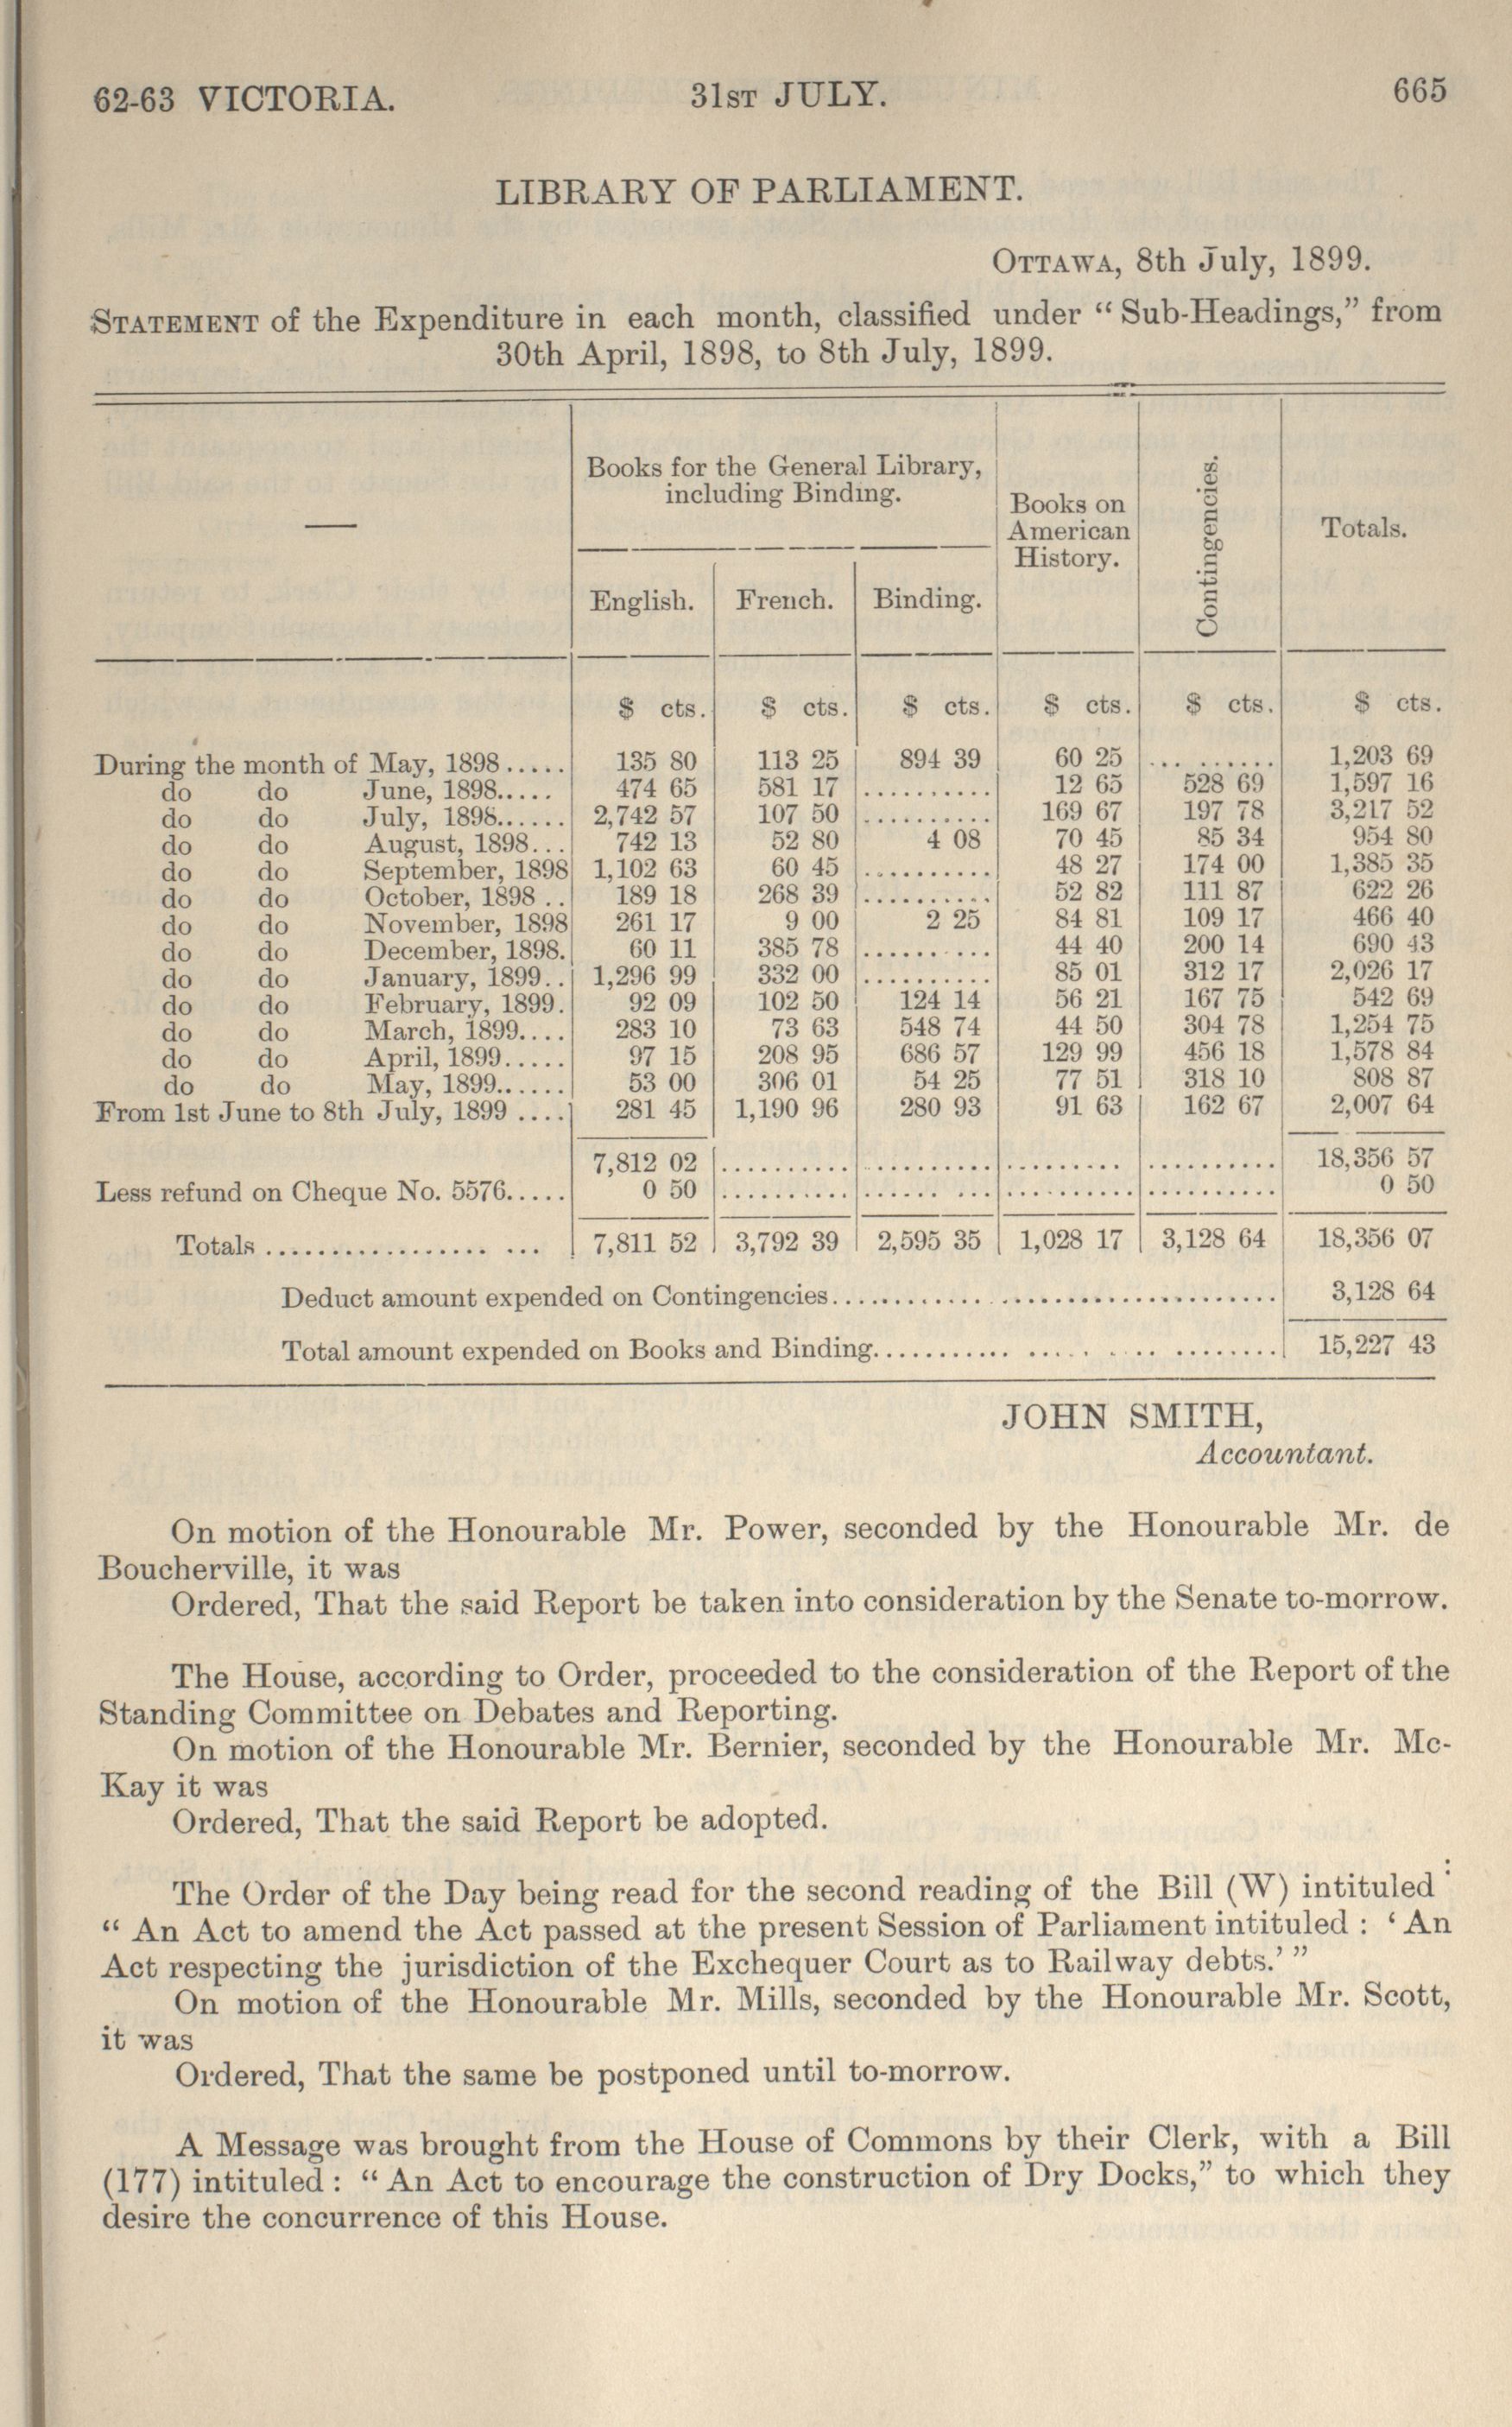 62-63 VICTORIA. 31ST JULY. 665
LIBRARY OF PARLIAMENT.
OTTAWA, 8th July, 1899.
STATEMENT of the Expenditure in each month, classified under “ Sub-Headings,” from
30th April, 1898, to 8th July, 1899.
Books for the General Library,
including Binding.
Books on
American
History.
Contingencies.
Totals.
English. French. Binding.
$ cts. $ cts. $ cts. $ cts. $ cts. $ cts.
During the month of May, 1898..... 135 80 113 25 894 39 60 25 ... ....... 1,203 69
do do June, 1898..... 474 65 581 17 .......... 12 65 528 69 1,597 16
do do July, 1898...... 2,742 57 107 50 .......... 169 67 197 78 3,217 52
do do August, 1898... 742 13 52 80 4 08 70 45 85 34 954 80
do do September, 1898 1,102 63 60 45 .......... 48 27 174 00 1,385 35
do do October, 1898 .. 189 18 268 39 .......... 52 82 111 87 622 26
do do November, 1898 261 17 9 00 2 25 84 81 109 17 466 40
do do December, 1898. 60 11 385 78 .......... 44 40 200 14 690 43
do do January, 1899.. 1,296 99 332 00 .......... 85 01 312 17 2,026 17
do do February, 1899. 92 09 102 50 124 14 56 21 167 75 542 69
do do March, 1899.... 283 10 73 63 548 74 44 50 304 78 1,254 75
do do April, 1899..... 97 15 208 95 686 57 129 99 456 18 1,578 84
do do May, 1899...... 53 00 306 01 54 25 77 51 318 10 808 87
From 1st June to 8th July, 1899 .... 281 45 1,190 96 280 93 91 63 162 67 2,007 64
7,812 02 .......... .......... ......... .......... 18,356 57
Less refund on Cheque No. 5576..... 0 50 .......... ...... ... .......... .......... 0 50
Totals ................. ... 7,811 52 3,792 39 2,595 35 1,028 17 3,128 64 18,356 07
Deduct amount expended on Contingencies.................................. 3,128 64
Total amount expended on Books and Binding........... ..... . .. ........ 15,227 43
JOHN SMITH,
Accountant.
On motion of the Honourable Mr. Power, seconded by the Honourable Mr. de
Boucherville, it was
Ordered, That the said Report be taken into consideration by the Senate to-morrow.
The House, according to Order, proceeded to the consideration of the Report of the
Standing Committee on Debates and Reporting.
On motion of the Honourable Mr. Bernier, seconded by the Honourable Mr. Mc-
Kay it was
Ordered, That the said Report be adopted.
The Order of the Day being read for the second reading of the Bill (W) intituled :
“ An Act to amend the Act passed at the present Session of Parliament intituled : ‘ An
Act respecting the jurisdiction of the Exchequer Court as to Railway debts.’ ”
On motion of the Honourable Mr. Mills, seconded by the Honourable Mr. Scott,
it was
Ordered, That the same be postponed until to-morrow.
A Message was brought from the House of Commons by their Clerk, with a Bill
(177) intituled : “ An Act to encourage the construction of Dry Docks,” to which they
desire the concurrence of this House.